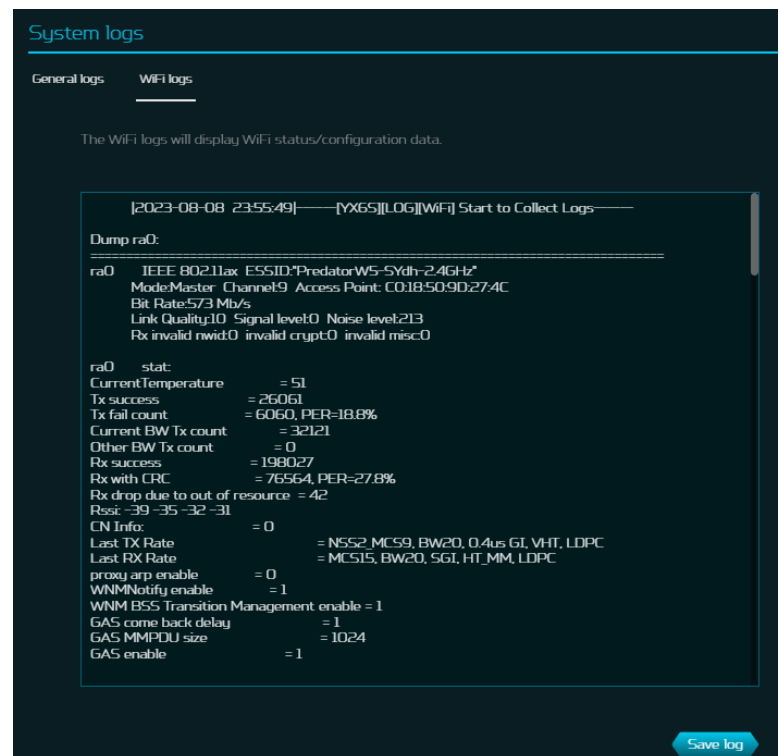 System logs
General logs WiFi logs
The WiFi logs will display WiFi status/configuration data.
|2023-08-08 23:55:49|--------[YX6S][LOG][WiFi] Start to Collect Logs--------
Dump ra0:
================================================================================
ra0 IEEE 802.11ax ESSID:"PredatorW5-SYdh-2.4GHz"
Mode:Master Channel:9 Access Point: C0:18:50:9D:27:4C
Bit Rate:573 Mb/s
Link Quality:10 Signal level:0 Noise level:213
Rx invalid nwid:0 invalid crypt:0 invalid misc:0
ra0 stat:
CurrentTemperature = 51
Tx success = 26061
Tx fail count = 6060, PER=18.8%
Current BW Tx count = 32121
Other BW Tx count = 0
Rx success = 198027
Rx with CRC = 76564, PER=27.8%
Rx drop due to out of resource = 42
Rssi: -39 -35 -32 -31
CN Info: = 0
Last TX Rate = NSS2_MCS9, BW20, 0.4us GI, VHT, LDPC
Last RX Rate = MCS15, BW20, SGI, HT_MM, LDPC
proxy arp enable = 0
WNMNotify enable = 1
WNM BSS Transition Management enable = 1
GAS come back delay = 1
GAS MMPDU size = 1024
GAS enable = 1
Save log